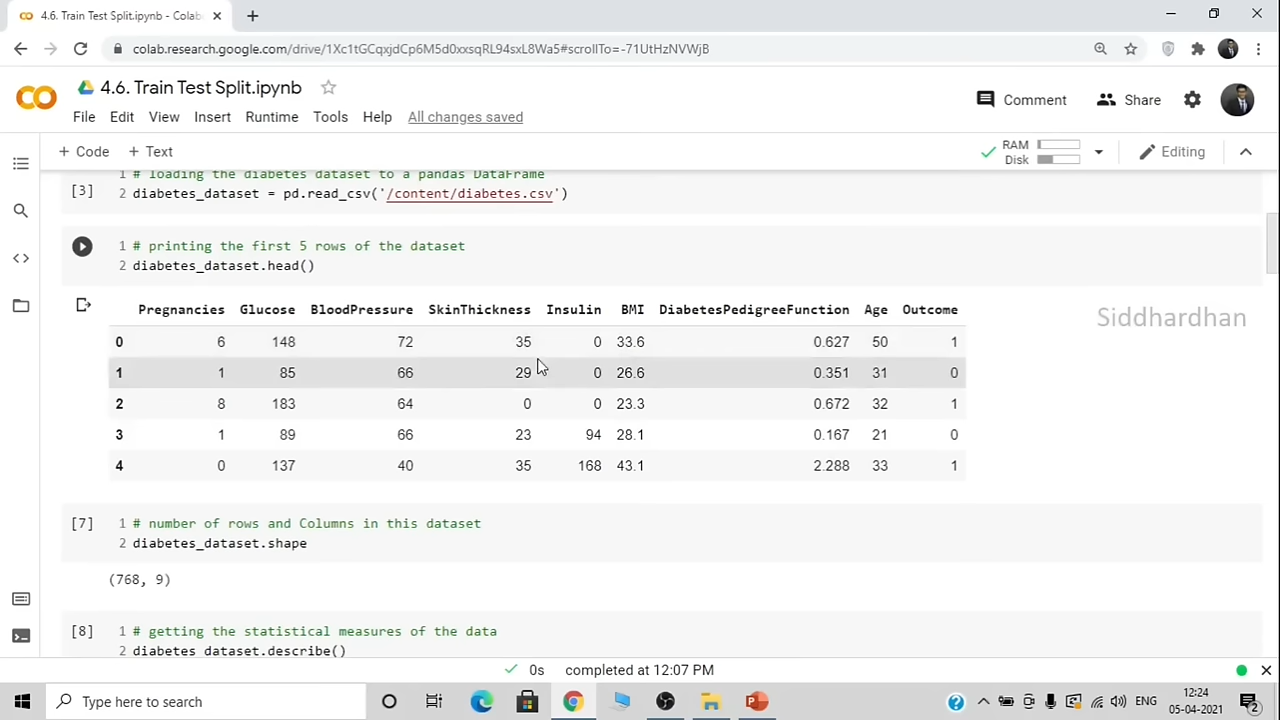 4.6. Train Test Split.ipynb - Colab
colab.research.google.com/drive/1Xc1tGCqxjdCp6M5d0xxsqRL94sxL8Wa5#scrollTo=-71UtHzNVWjB
4.6. Train Test Split.ipynb
Comment
Share
File Edit View Insert Runtime Tools Help All changes saved
+ Code + Text
RAM
Disk
Editing
1 # loading the diabetes dataset to a pandas DataFrame
[3] 2 diabetes_dataset = pd.read_csv('/content/diabetes.csv')
1 # printing the first 5 rows of the dataset
2 diabetes_dataset.head()
Pregnancies Glucose BloodPressure SkinThickness Insulin BMI DiabetesPedigreeFunction Age Outcome
Siddhardhan
0 6 148 72 35 0 33.6 0.627 50 1
1 1 85 66 29 0 26.6 0.351 31 0
2 8 183 64 0 0 23.3 0.672 32 1
3 1 89 66 23 94 28.1 0.167 21 0
4 0 137 40 35 168 43.1 2.288 33 1
[7] 1 # number of rows and Columns in this dataset
2 diabetes_dataset.shape
(768, 9)
[8] 1 # getting the statistical measures of the data
2 diabetes_dataset.describe()
0s completed at 12:07 PM
Type here to search
ENG
12:24
05-04-2021
2